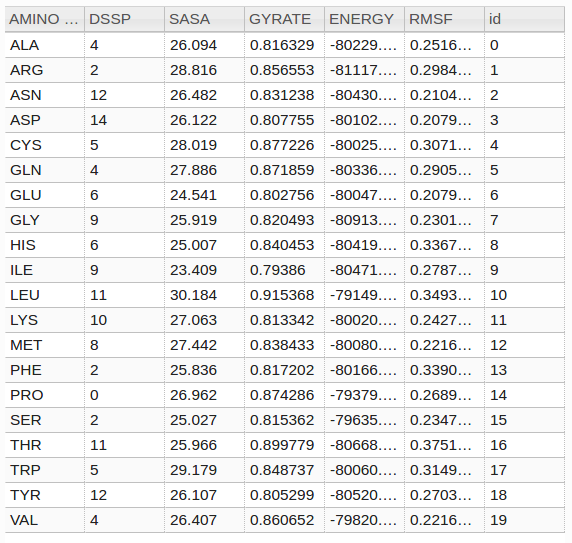 AMINO ... DSSP SASA GYRATE ENERGY RMSF id
ALA 4 26.094 0.816329 -80229.... 0.2516... 0
ARG 2 28.816 0.856553 -81117.... 0.2984... 1
ASN 12 26.482 0.831238 -80430.... 0.2104... 2
ASP 14 26.122 0.807755 -80102.... 0.2079... 3
CYS 5 28.019 0.877226 -80025.... 0.3071... 4
GLN 4 27.886 0.871859 -80336.... 0.2905... 5
GLU 6 24.541 0.802756 -80047.... 0.2079... 6
GLY 9 25.919 0.820493 -80913.... 0.2301... 7
HIS 6 25.007 0.840453 -80419.... 0.3367... 8
ILE 9 23.409 0.79386 -80471.... 0.2787... 9
LEU 11 30.184 0.915368 -79149.... 0.3493... 10
LYS 10 27.063 0.813342 -80020.... 0.2427... 11
MET 8 27.442 0.838433 -80080.... 0.2216... 12
PHE 2 25.836 0.817202 -80166.... 0.3390... 13
PRO 0 26.962 0.874286 -79379.... 0.2689... 14
SER 2 25.027 0.815362 -79635.... 0.2347... 15
THR 11 25.966 0.899779 -80668.... 0.3751... 16
TRP 5 29.179 0.848737 -80060.... 0.3149... 17
TYR 12 26.107 0.805299 -80520.... 0.2703... 18
VAL 4 26.407 0.860652 -79820.... 0.2216... 19